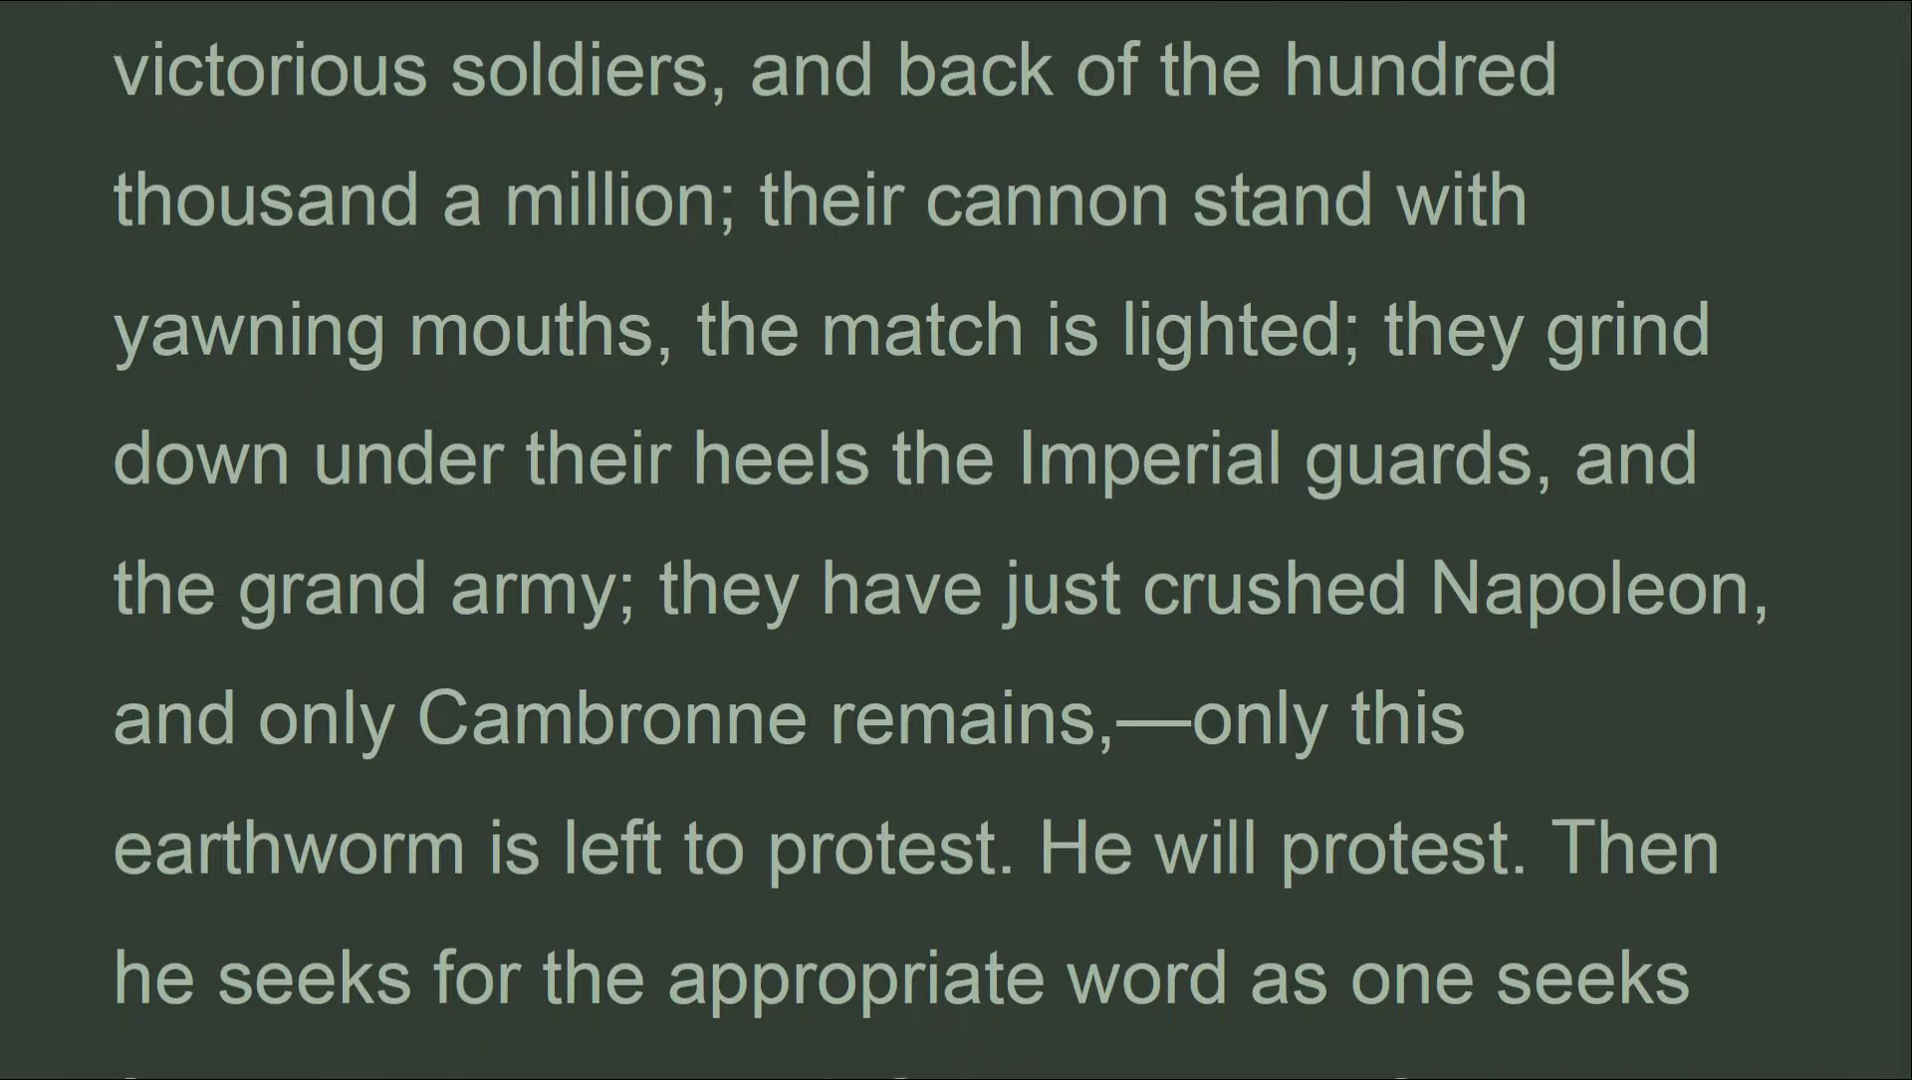 victorious soldiers, and back of the hundred
thousand a million; their cannon stand with
yawning mouths, the match is lighted; they grind
down under their heels the Imperial guards, and
the grand army; they have just crushed Napoleon,
and only Cambronne remains,—only this
earthworm is left to protest. He will protest. Then
he seeks for the appropriate word as one seeks